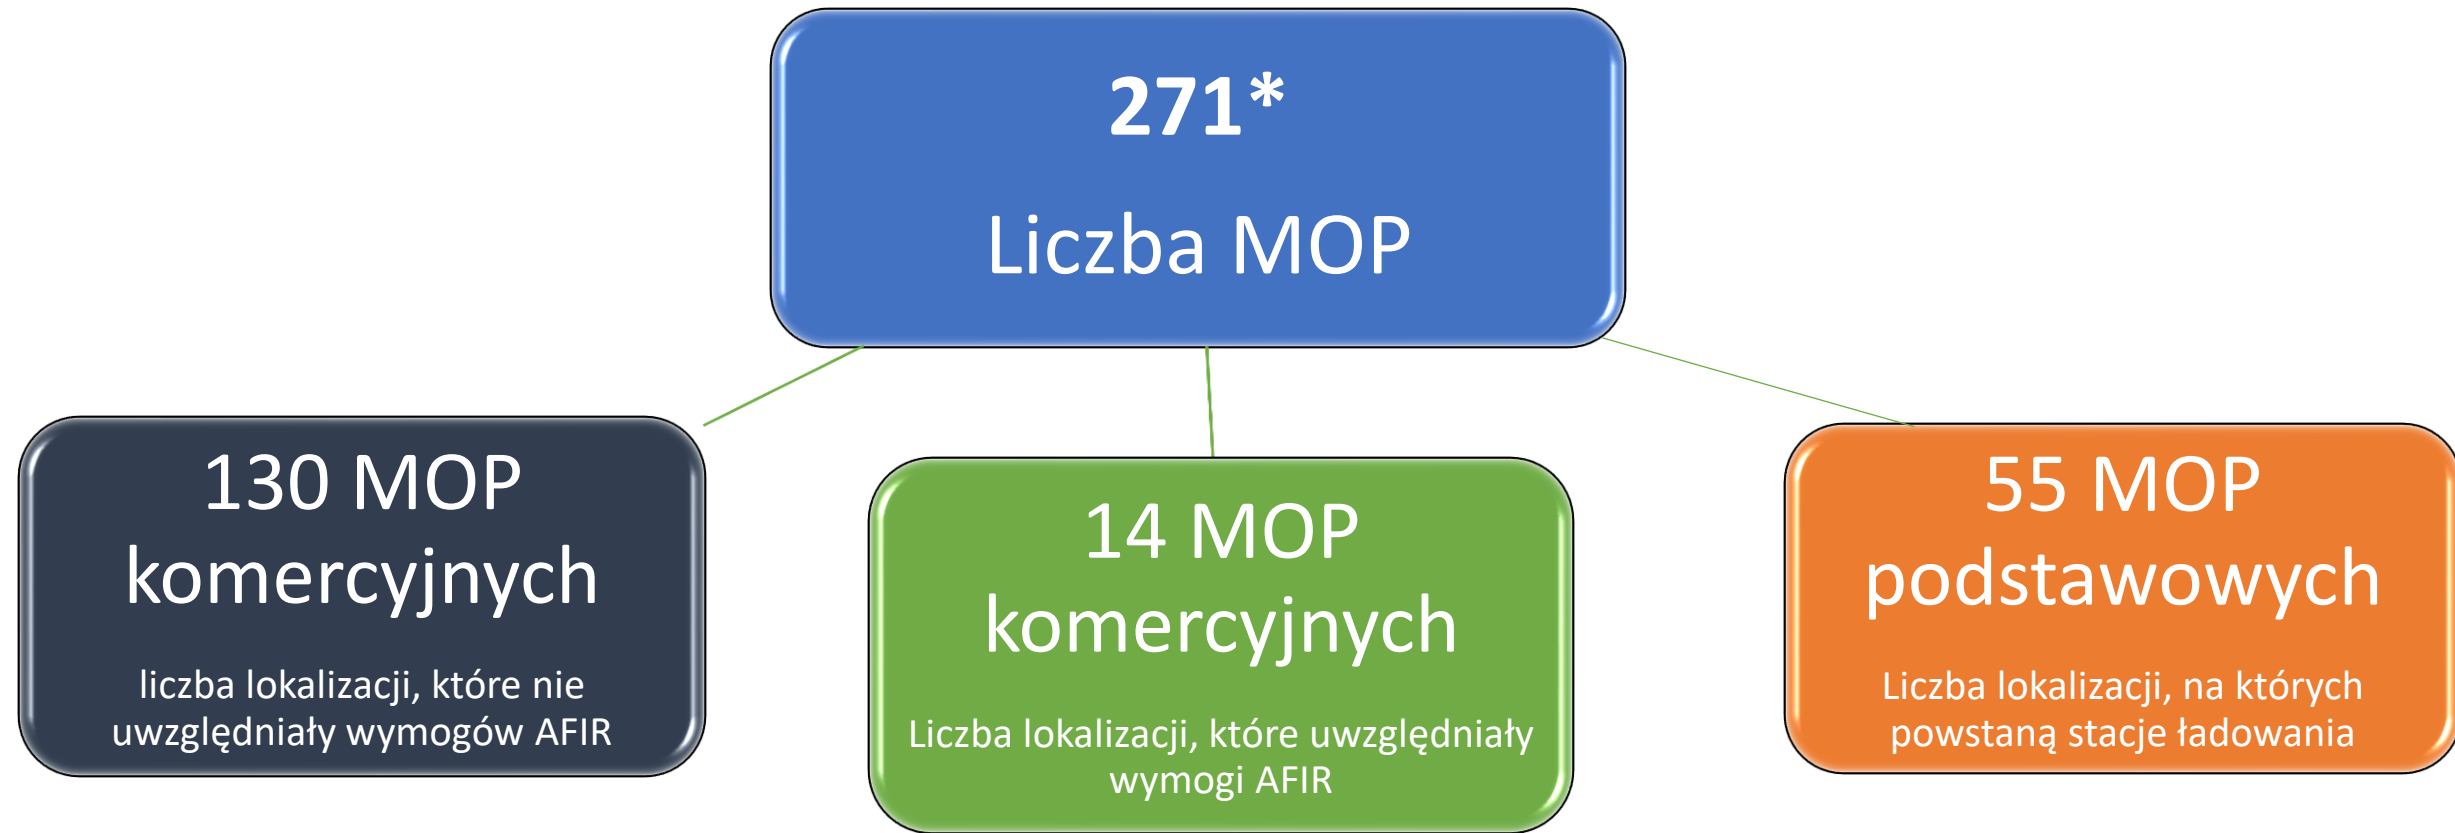 271*
Liczba MOP
130 MOP
komercyjnych
liczba lokalizacji, które nie
uwzględniały wymogów AFIR
14 MOP
komercyjnych
Liczba lokalizacji, które uwzględniały
wymogi AFIR
55 MOP
podstawowych
Liczba lokalizacji, na których
powstaną stacje ładowania